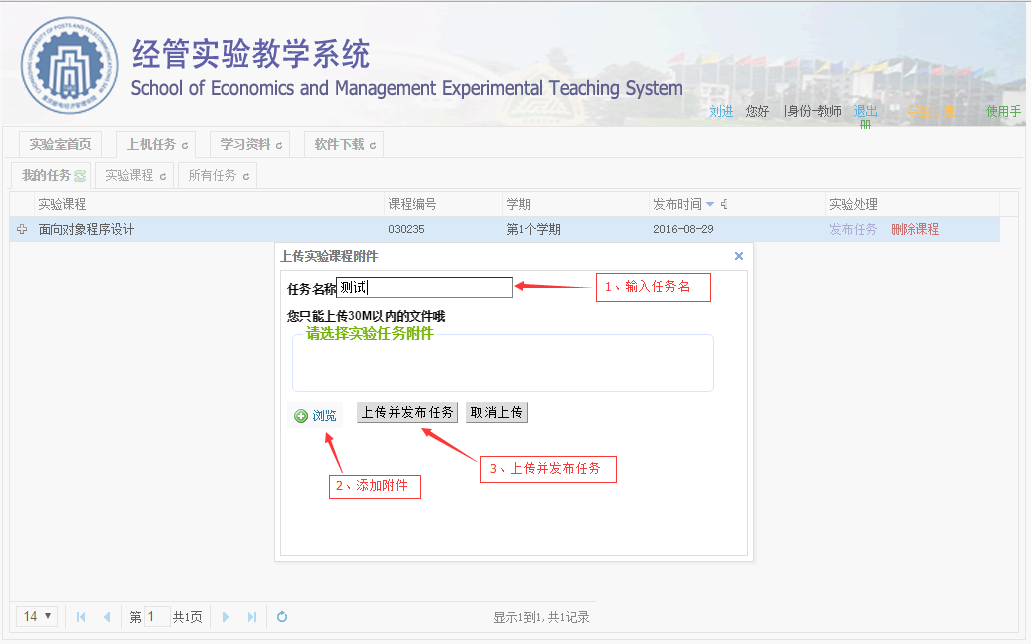 经管实验教学系统
School of Economics and Management Experimental Teaching System
刘进 您好 |身份-教师 退出 使用手
册
实验室首页 上机任务 学习资料 软件下载
我的任务 实验课程 所有任务
实验课程 课程编号 学期 发布时间 实验处理
面向对象程序设计 030235 第1个学期 2016-08-29 发布任务 删除课程
上传实验课程附件
任务名称 测试 1、输入任务名
您只能上传30M以内的文件哦
请选择实验任务附件
浏览 上传并发布任务 取消上传
3、上传并发布任务
2、添加附件
14 第 1 共1页 显示1到1,共1记录